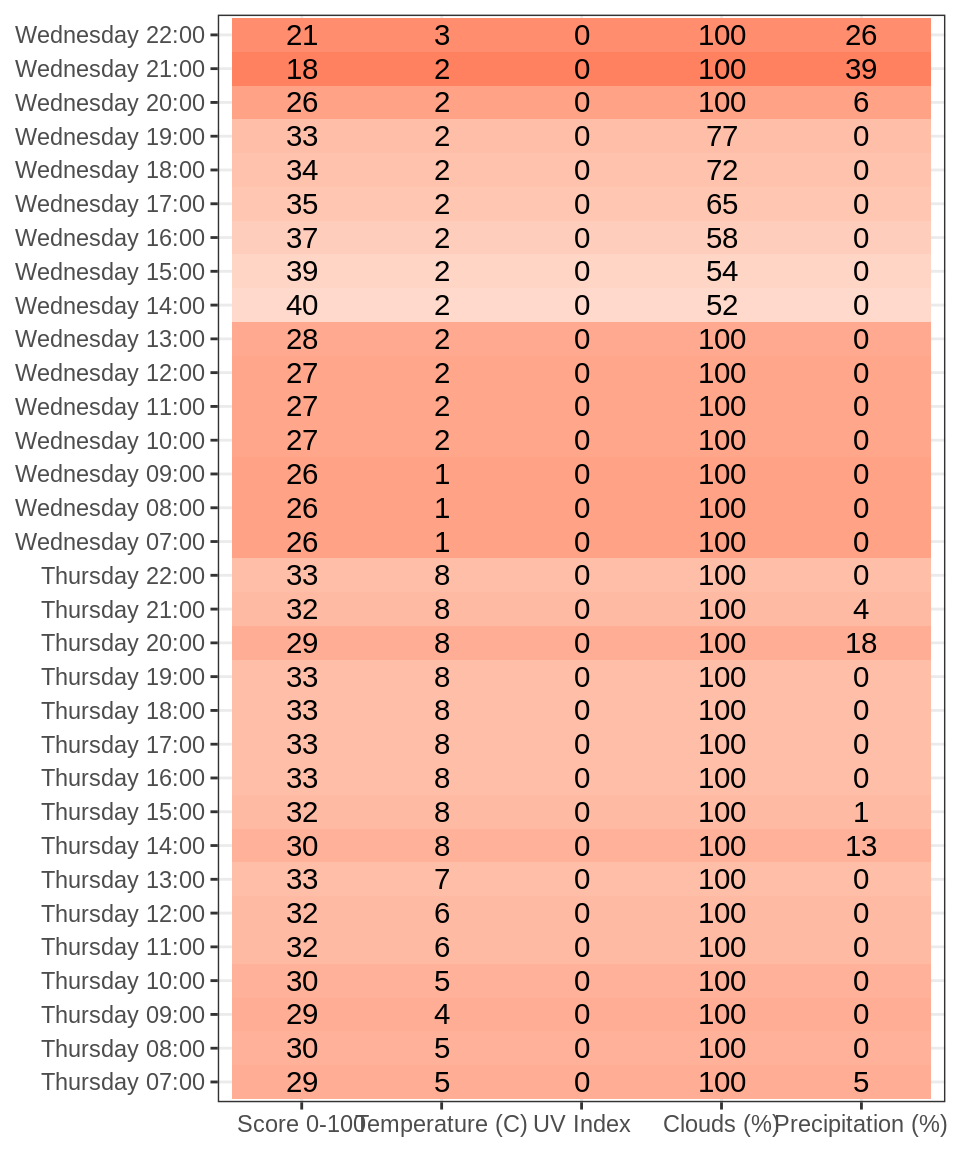 Wednesday 22:00 21 3 0 100 26
Wednesday 21:00 18 2 0 100 39
Wednesday 20:00 26 2 0 100 6
Wednesday 19:00 33 2 0 77 0
Wednesday 18:00 34 2 0 72 0
Wednesday 17:00 35 2 0 65 0
Wednesday 16:00 37 2 0 58 0
Wednesday 15:00 39 2 0 54 0
Wednesday 14:00 40 2 0 52 0
Wednesday 13:00 28 2 0 100 0
Wednesday 12:00 27 2 0 100 0
Wednesday 11:00 27 2 0 100 0
Wednesday 10:00 27 2 0 100 0
Wednesday 09:00 26 1 0 100 0
Wednesday 08:00 26 1 0 100 0
Wednesday 07:00 26 1 0 100 0
Thursday 22:00 33 8 0 100 0
Thursday 21:00 32 8 0 100 4
Thursday 20:00 29 8 0 100 18
Thursday 19:00 33 8 0 100 0
Thursday 18:00 33 8 0 100 0
Thursday 17:00 33 8 0 100 0
Thursday 16:00 33 8 0 100 0
Thursday 15:00 32 8 0 100 1
Thursday 14:00 30 8 0 100 13
Thursday 13:00 33 7 0 100 0
Thursday 12:00 32 6 0 100 0
Thursday 11:00 32 6 0 100 0
Thursday 10:00 30 5 0 100 0
Thursday 09:00 29 4 0 100 0
Thursday 08:00 30 5 0 100 0
Thursday 07:00 29 5 0 100 5
Score 0-100 Temperature (C) UV Index Clouds (%) Precipitation (%)